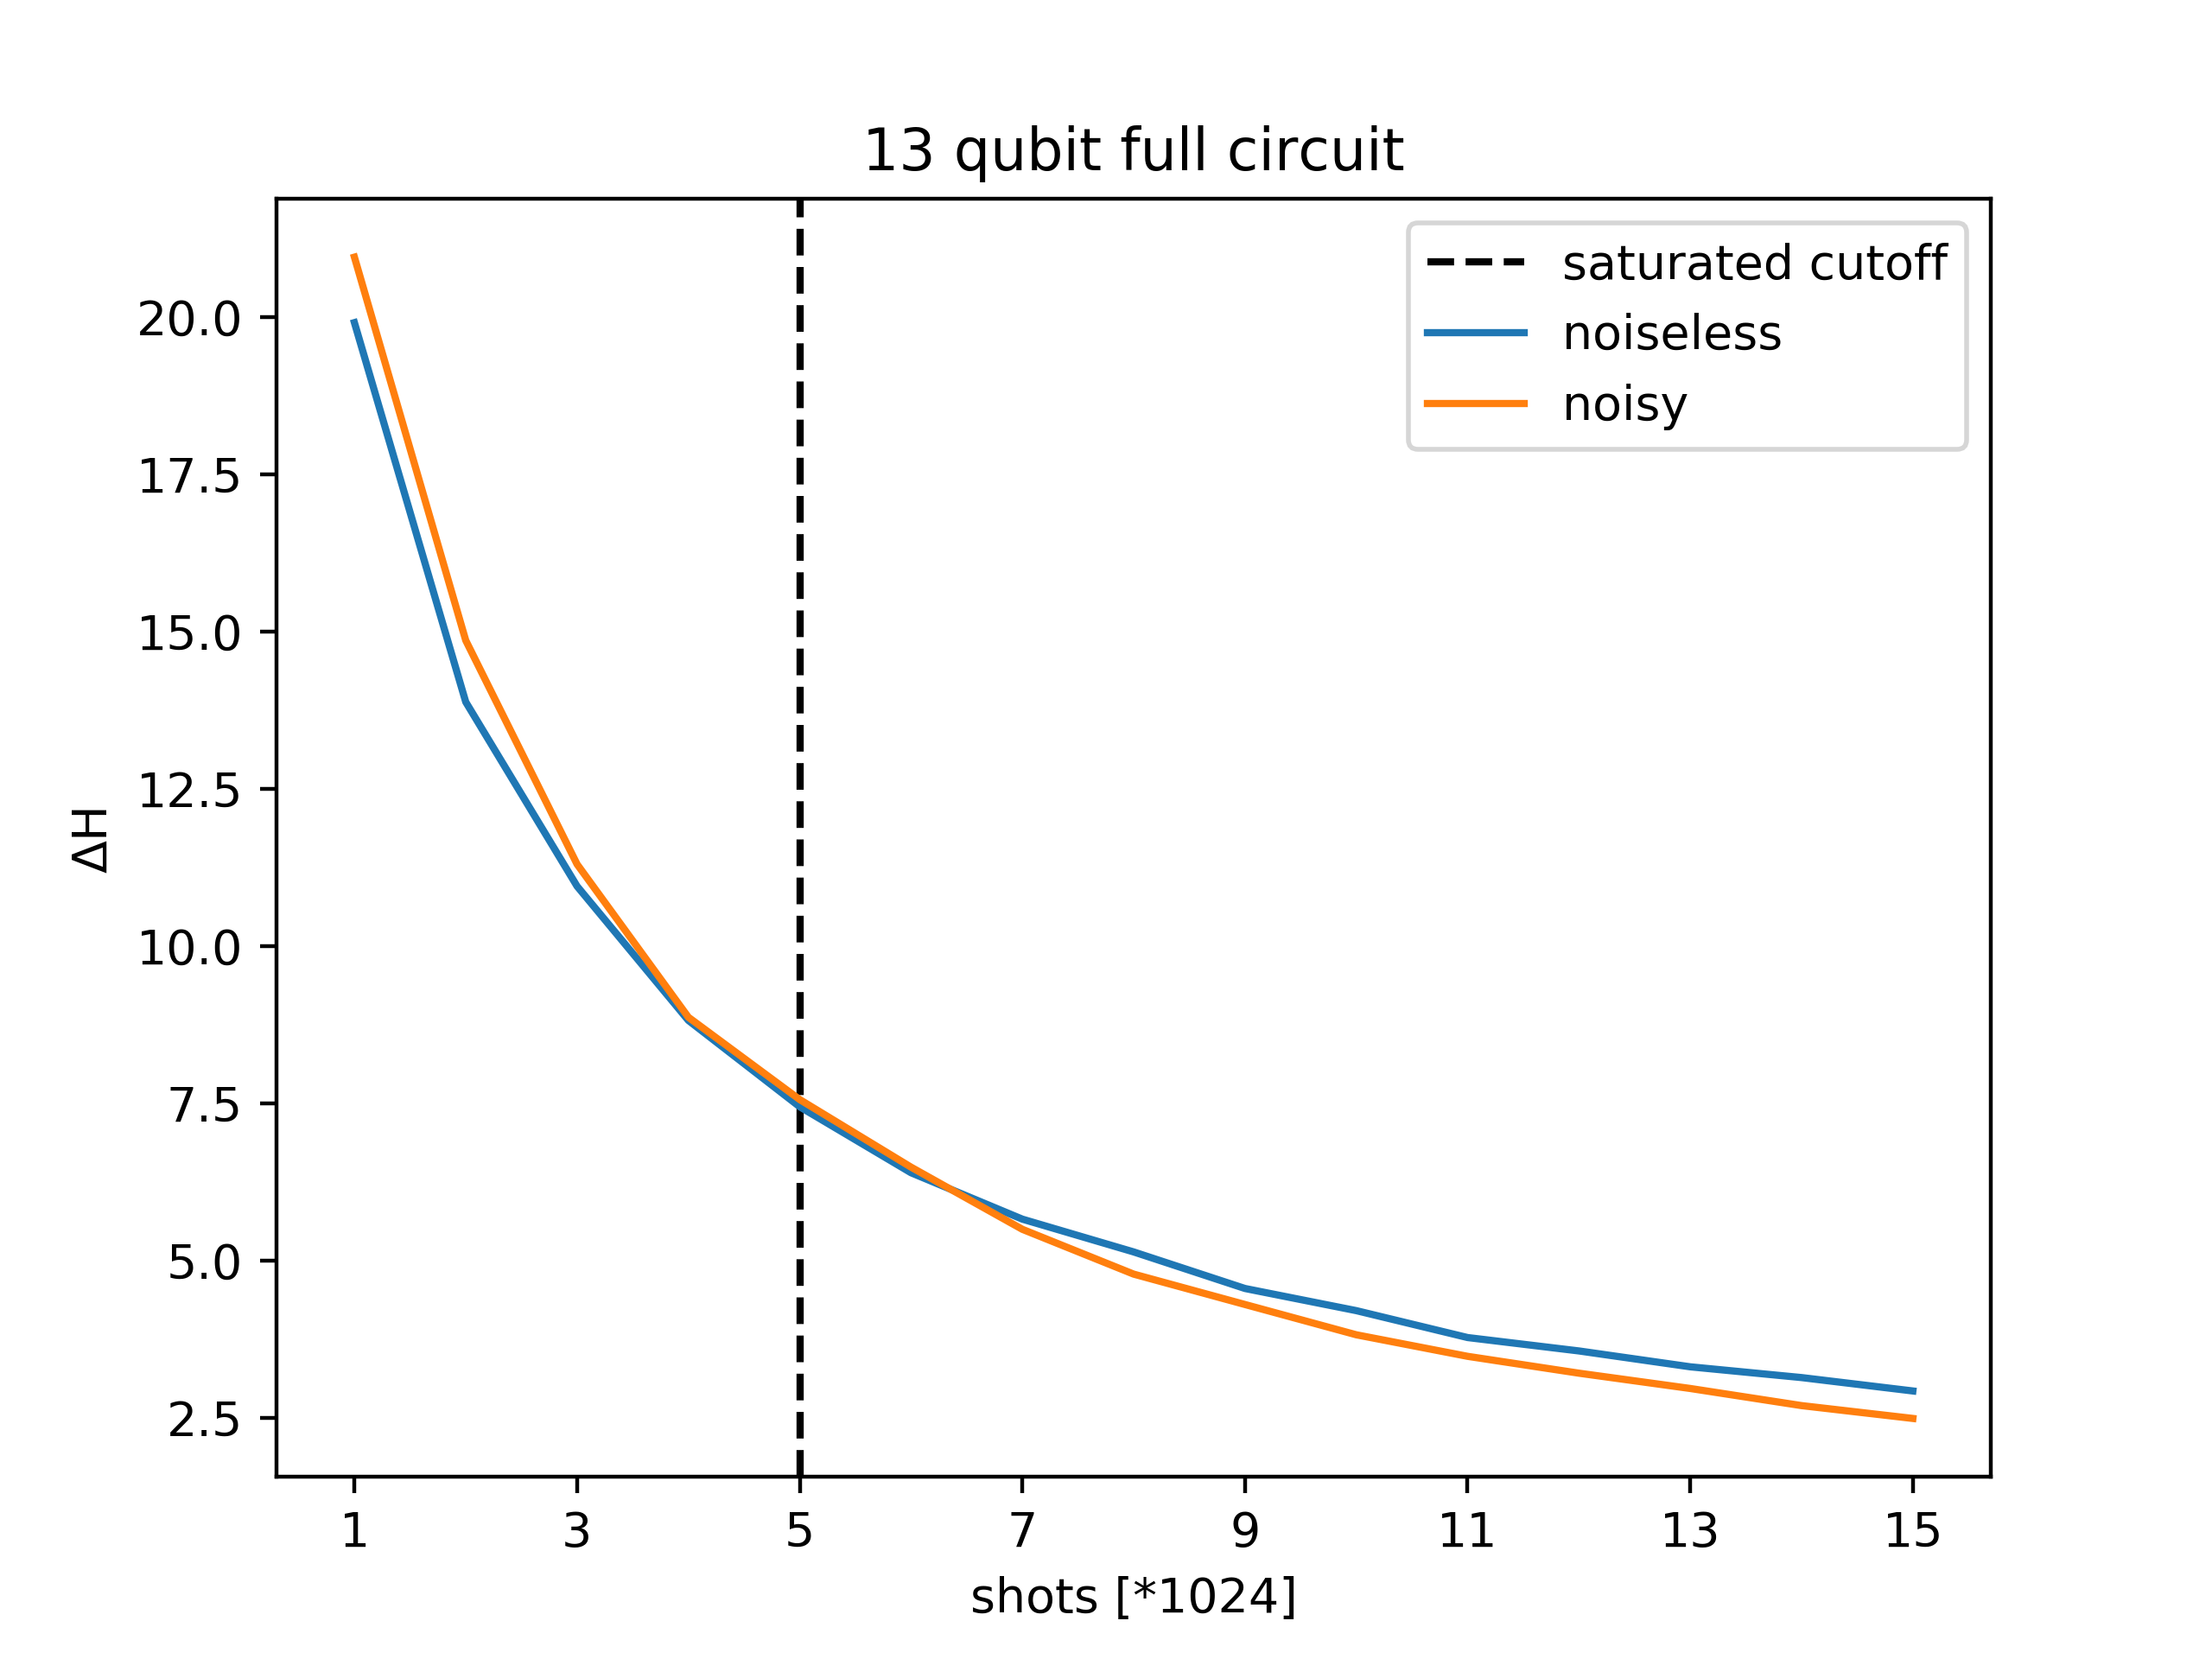 13 qubit full circuit
saturated cutoff
noiseless
noisy
ΔH
20.0
17.5
15.0
12.5
10.0
7.5
5.0
2.5
1 3 5 7 9 11 13 15
shots [*1024]